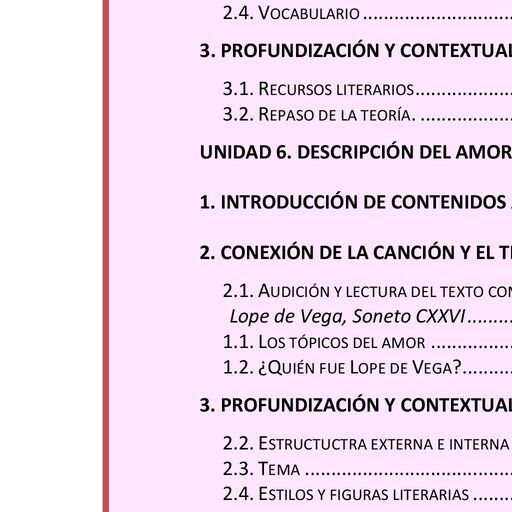 2.4. VOCABULARIO ........................
3. PROFUNDIZACIÓN Y CONTEXTUAL
3.1. RECURSOS LITERARIOS................
3.2. REPASO DE LA TEORÍA. ...............
UNIDAD 6. DESCRIPCIÓN DEL AMOR
1. INTRODUCCIÓN DE CONTENIDOS
2. CONEXIÓN DE LA CANCIÓN Y EL T
2.1. AUDICIÓN Y LECTURA DEL TEXTO COM
Lope de Vega, Soneto CXXVI........
1.1. LOS TÓPICOS DEL AMOR ..............
1.2. ¿QUIÉN FUE LOPE DE VEGA?.........
3. PROFUNDIZACIÓN Y CONTEXTUAL
2.2. ESTRUCTUCTRA EXTERNA E INTERNA
2.3. TEMA ..................................
2.4. ESTILOS Y FIGURAS LITERARIAS .......